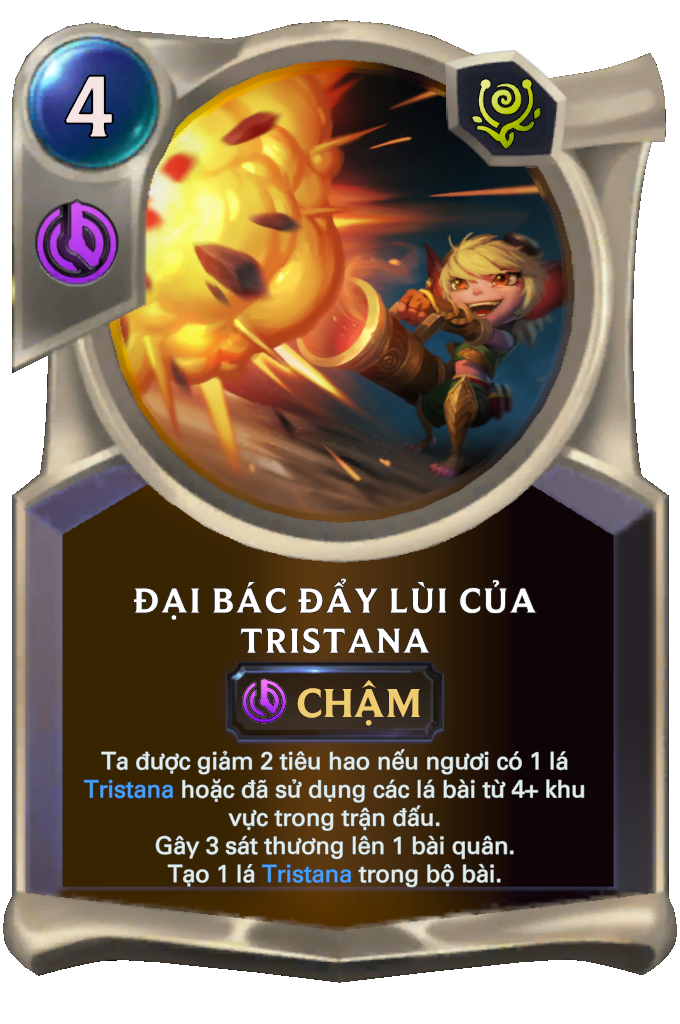 4
ĐẠI BÁC ĐẨY LÙI CỦA
TRISTANA
CHẬM
Ta được giảm 2 tiêu hao nếu ngươi có 1 lá
Tristana hoặc đã sử dụng các lá bài từ 4+ khu
vực trong trận đấu.
Gây 3 sát thương lên 1 bài quân.
Tạo 1 lá Tristana trong bộ bài.